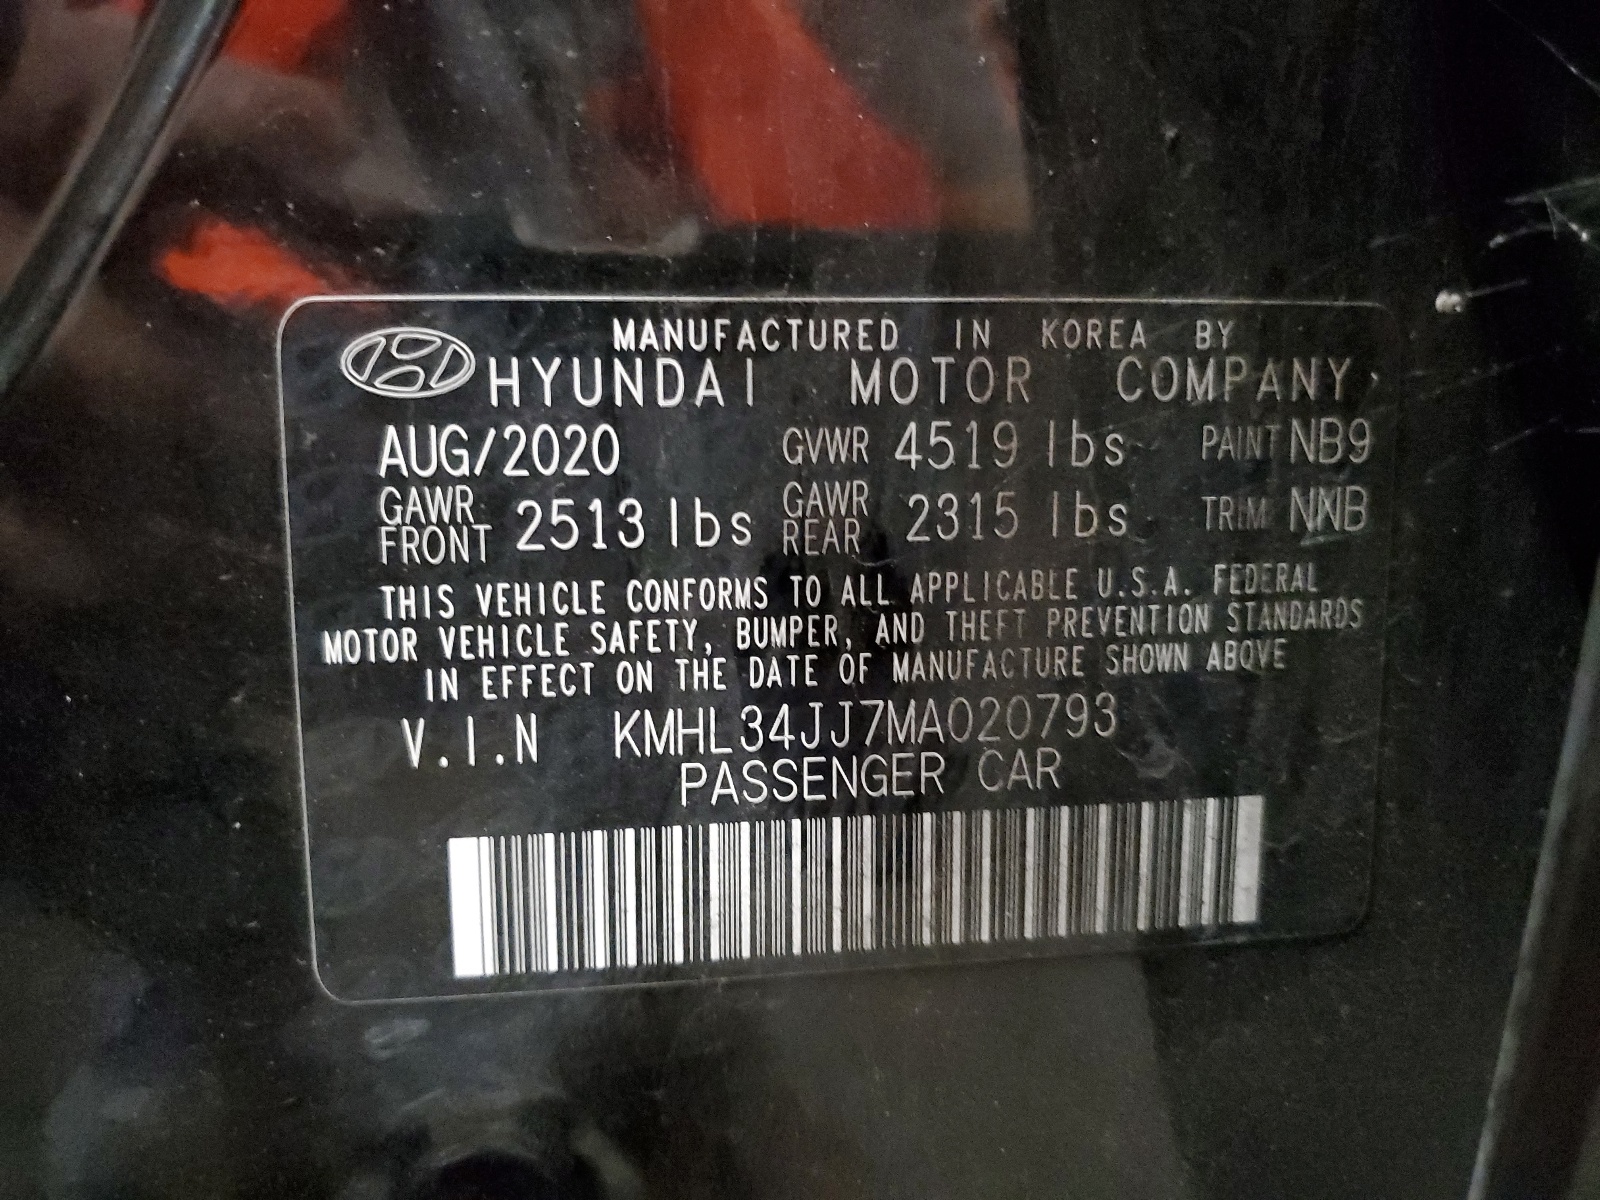 MANUFACTURED IN KOREA BY
HYUNDAI MOTOR COMPANY
AUG/2020 GVWR 4519 lbs PAINT NB9
GAWR FRONT 2513 lbs GAWR REAR 2315 lbs TRIM NNB
THIS VEHICLE CONFORMS TO ALL APPLICABLE U.S.A. FEDERAL
MOTOR VEHICLE SAFETY, BUMPER, AND THEFT PREVENTION STANDARDS
IN EFFECT ON THE DATE OF MANUFACTURE SHOWN ABOVE
V.I.N KMHL34JJ7MA020793
PASSENGER CAR